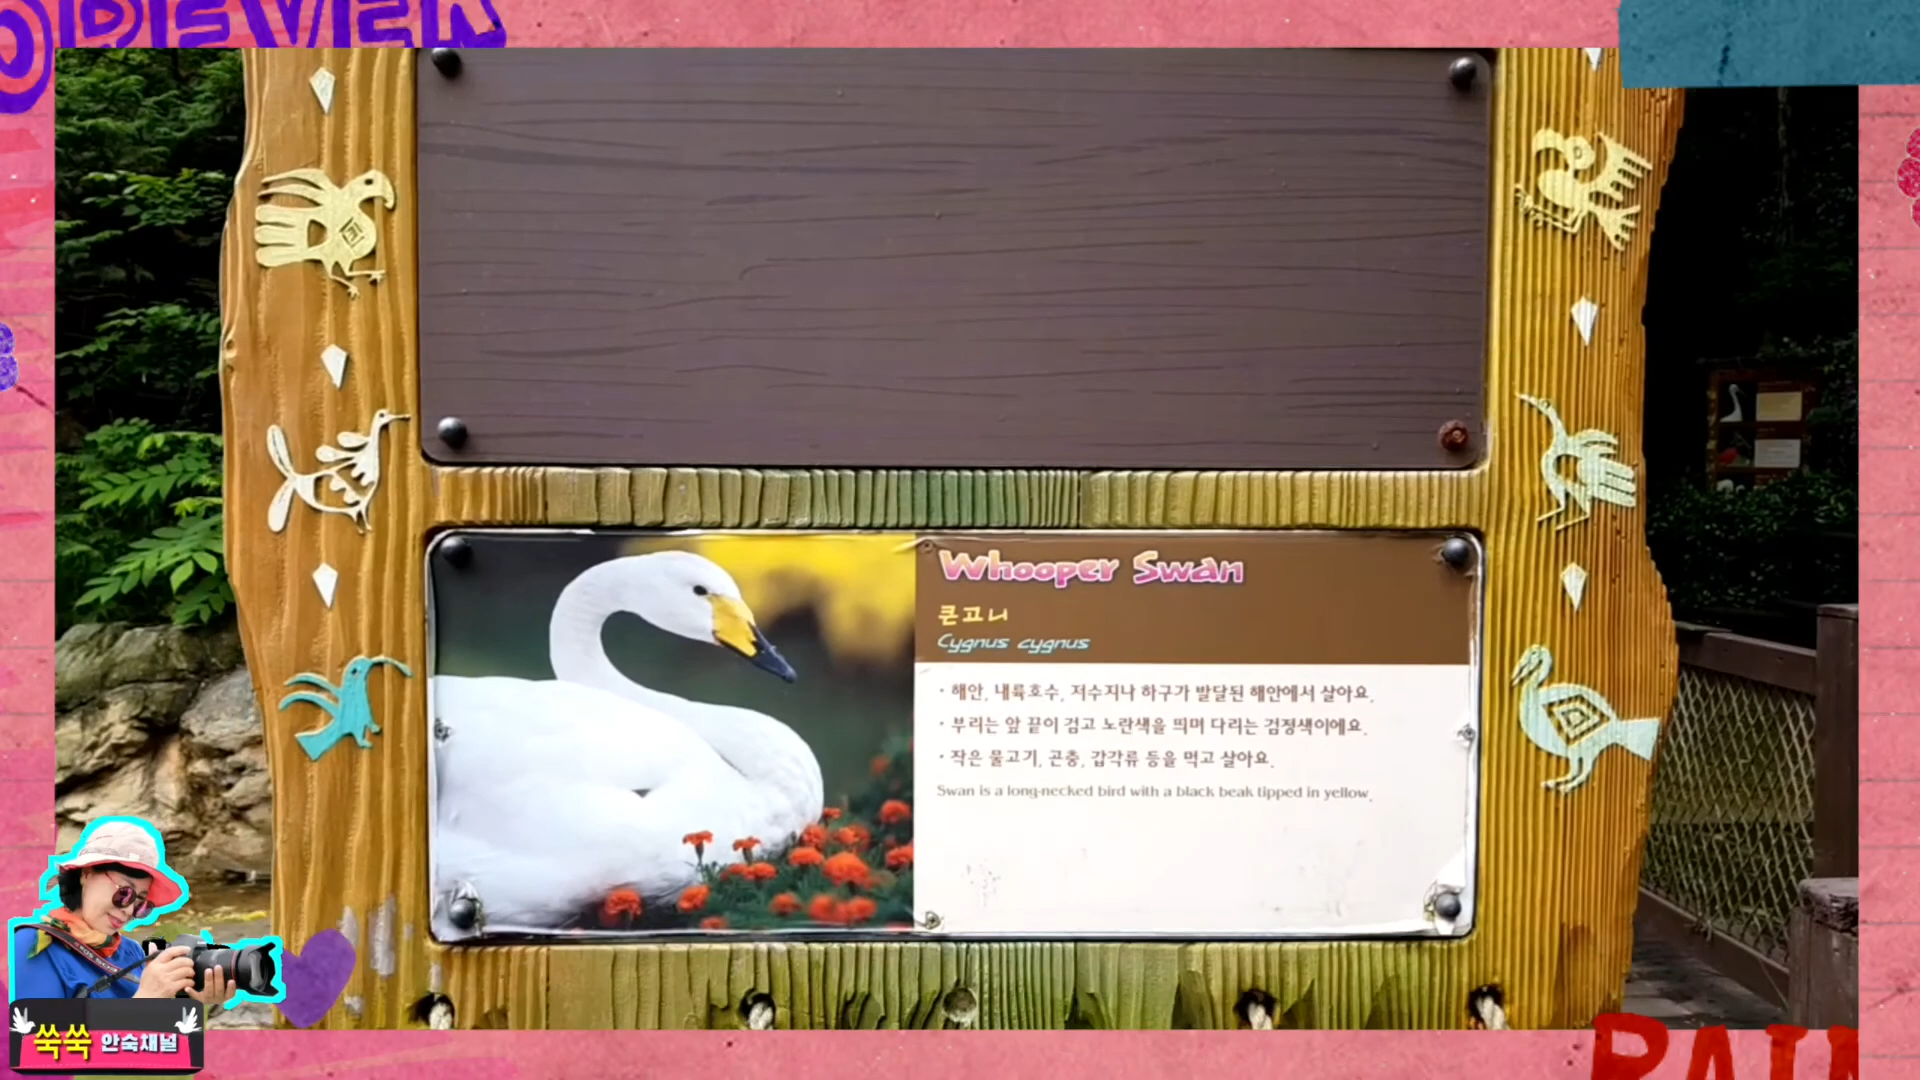 Whooper Swan
큰고니
Cygnus cygnus
· 해안, 내륙호수, 저수지나 하구가 발달된 해안에서 살아요.
· 부리는 앞 끝이 검고 노란색을 띄며 다리는 검정색이에요.
· 작은 물고기, 곤충, 갑각류 등을 먹고 살아요.
Swan is a long-necked bird with a black beak tipped in yellow.
쑥쑥 안숙채널